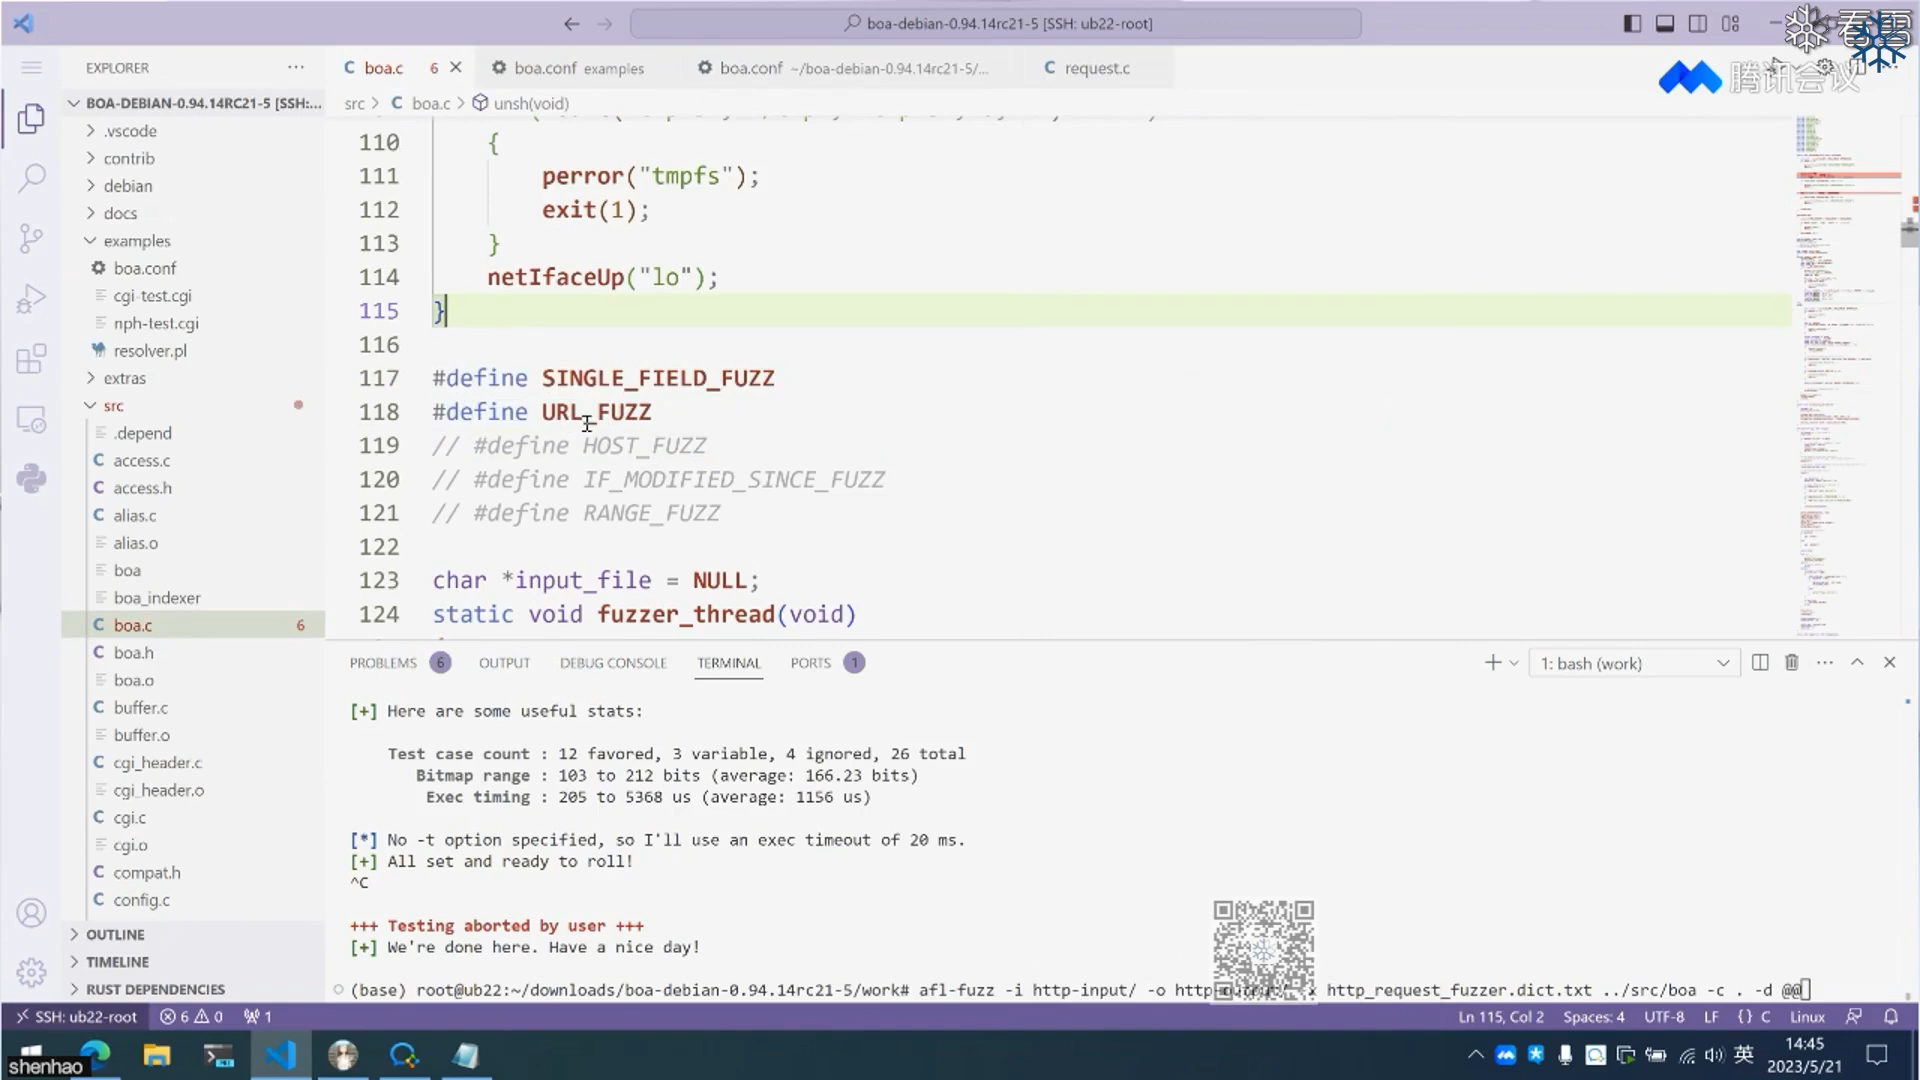 boa-debian-0.94.14rc21-5 [SSH: ub22-root]
看雪
腾讯会议
EXPLORER
BOA-DEBIAN-0.94.14RC21-5 [SSH:...
.vscode
contrib
debian
docs
examples
boa.conf
cgi-test.cgi
nph-test.cgi
resolver.pl
extras
src
.depend
access.c
access.h
alias.c
alias.o
boa
boa_indexer
boa.c 6
boa.h
boa.o
buffer.c
buffer.o
cgi_header.c
cgi_header.o
cgi.c
cgi.o
compat.h
config.c
OUTLINE
TIMELINE
RUST DEPENDENCIES
boa.c 6
boa.conf examples
boa.conf ~/boa-debian-0.94.14rc21-5/...
request.c
src > boa.c > unsh(void)
110 {
111 perror("tmpfs");
112 exit(1);
113 }
114 netIfaceUp("lo");
115 }
116
117 #define SINGLE_FIELD_FUZZ
118 #define URL_FUZZ
119 // #define HOST_FUZZ
120 // #define IF_MODIFIED_SINCE_FUZZ
121 // #define RANGE_FUZZ
122
123 char *input_file = NULL;
124 static void fuzzer_thread(void)
PROBLEMS 6 OUTPUT DEBUG CONSOLE TERMINAL PORTS 1
1: bash (work)
[+] Here are some useful stats:
Test case count : 12 favored, 3 variable, 4 ignored, 26 total
Bitmap range : 103 to 212 bits (average: 166.23 bits)
Exec timing : 205 to 5368 us (average: 1156 us)
[*] No -t option specified, so I'll use an exec timeout of 20 ms.
[+] All set and ready to roll!
^C
+++ Testing aborted by user +++
[+] We're done here. Have a nice day!
(base) root@ub22:~/downloads/boa-debian-0.94.14rc21-5/work# afl-fuzz -i http-input/ -o http http_request_fuzzer.dict.txt ../src/boa -c . -d @@
SSH: ub22-root 6 0 1
Ln 115, Col 2 Spaces: 4 UTF-8 LF {} C Linux
shenhao
英
14:45
2023/5/21